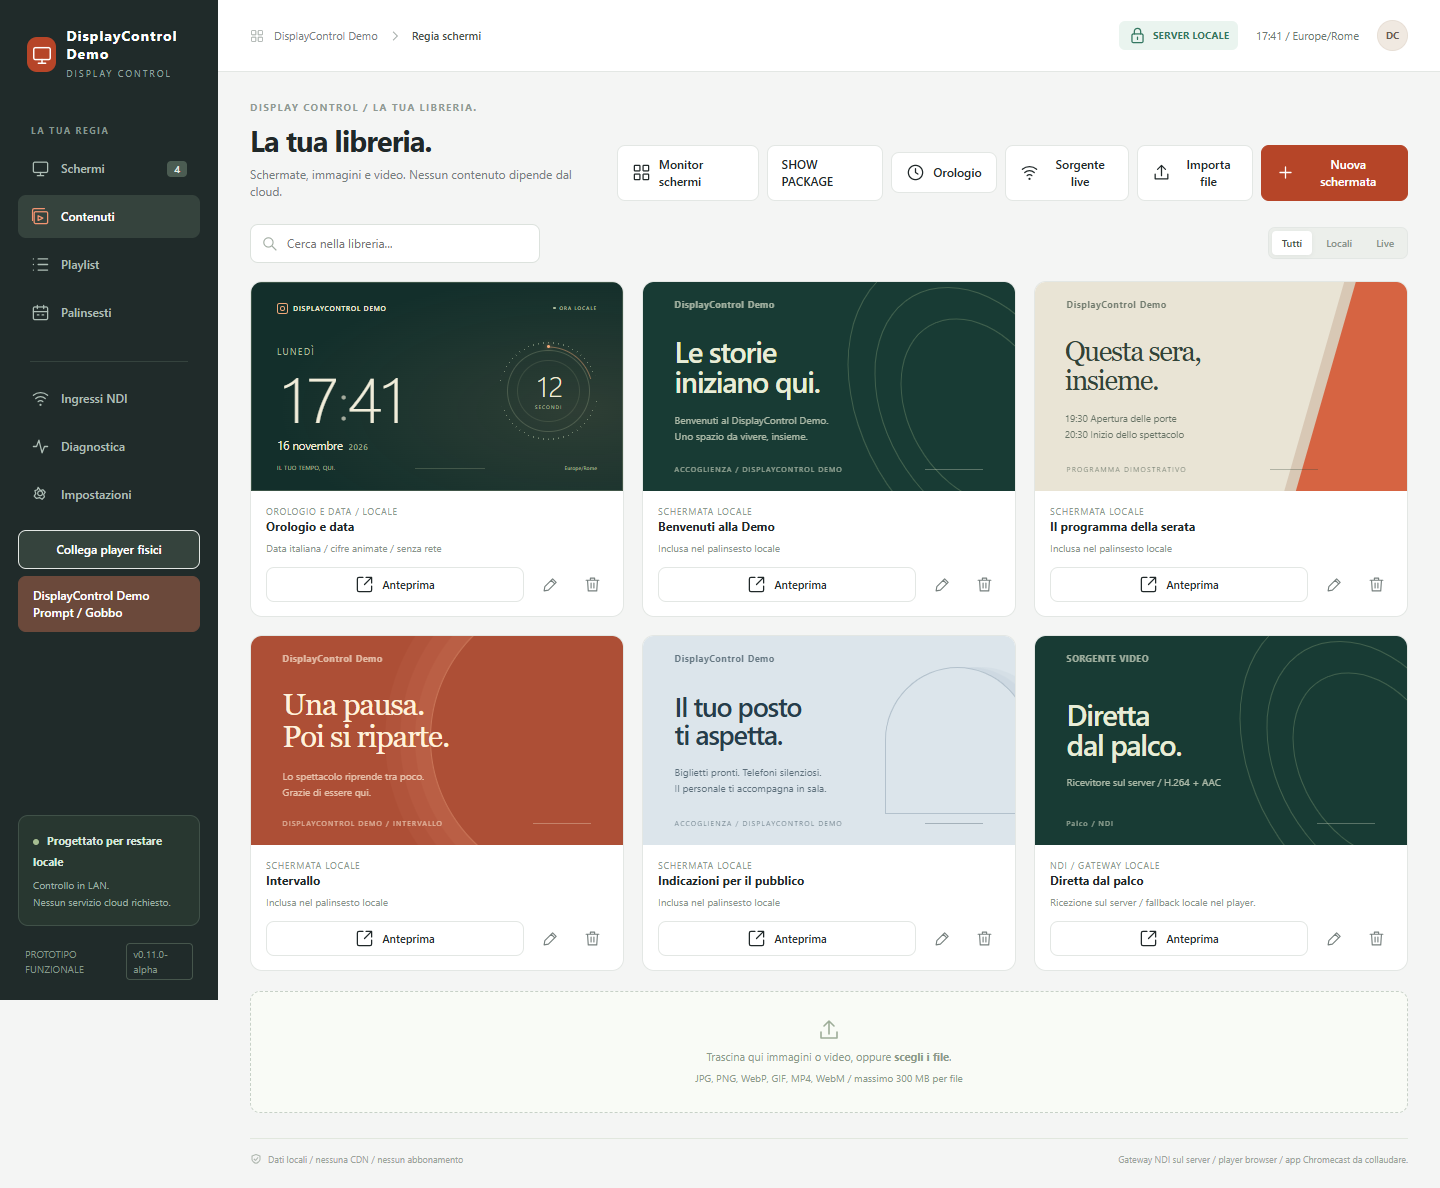 DisplayControl
Demo
DISPLAY CONTROL
LA TUA REGIA
Schermi
4
Contenuti
Playlist
Palinsesti
Ingressi NDI
Diagnostica
Impostazioni
Collega player fisici
DisplayControl Demo
Prompt / Gobbo
Progettato per restare
locale
Controllo in LAN.
Nessun servizio cloud richiesto.
PROTOTIPO
FUNZIONALE
v0.11.0-
alpha
DisplayControl Demo
Regia schermi
SERVER LOCALE
17:41 / Europe/Rome
DC
DISPLAY CONTROL / LA TUA LIBRERIA.
La tua libreria.
Schermate, immagini e video. Nessun contenuto dipende dal
cloud.
Monitor
schermi
SHOW
PACKAGE
Orologio
Sorgente
live
Importa
file
Nuova
schermata
Cerca nella libreria...
Tutti
Locali
Live
DISPLAYCONTROL DEMO
ORA LOCALE
LUNEDÌ
17:41
12
SECONDI
16 novembre 2026
IL TUO TEMPO, QUI.
Europe/Rome
OROLOGIO E DATA / LOCALE
Orologio e data
Data italiana / cifre animate / senza rete
Anteprima
DisplayControl Demo
Le storie
iniziano qui.
Benvenuti al DisplayControl Demo.
Uno spazio da vivere, insieme.
ACCOGLIENZA / DISPLAYCONTROL DEMO
SCHERMATA LOCALE
Benvenuti alla Demo
Inclusa nel palinsesto locale
Anteprima
DisplayControl Demo
Questa sera,
insieme.
19:30 Apertura delle porte
20:30 Inizio dello spettacolo
PROGRAMMA DIMOSTRATIVO
SCHERMATA LOCALE
Il programma della serata
Inclusa nel palinsesto locale
Anteprima
DisplayControl Demo
Una pausa.
Poi si riparte.
Lo spettacolo riprende tra poco.
Grazie di essere qui.
DISPLAYCONTROL DEMO / INTERVALLO
SCHERMATA LOCALE
Intervallo
Inclusa nel palinsesto locale
Anteprima
DisplayControl Demo
Il tuo posto
ti aspetta.
Biglietti pronti. Telefoni silenziosi.
Il personale ti accompagna in sala.
ACCOGLIENZA / DISPLAYCONTROL DEMO
SCHERMATA LOCALE
Indicazioni per il pubblico
Inclusa nel palinsesto locale
Anteprima
SORGENTE VIDEO
Diretta
dal palco.
Ricevitore sul server / H.264 + AAC
Palco / NDI
NDI / GATEWAY LOCALE
Diretta dal palco
Ricezione sul server / fallback locale nel player.
Anteprima
Trascina qui immagini o video, oppure scegli i file.
JPG, PNG, WebP, GIF, MP4, WebM / massimo 300 MB per file
Dati locali / nessuna CDN / nessun abbonamento
Gateway NDI sul server / player browser / app Chromecast da collaudare.